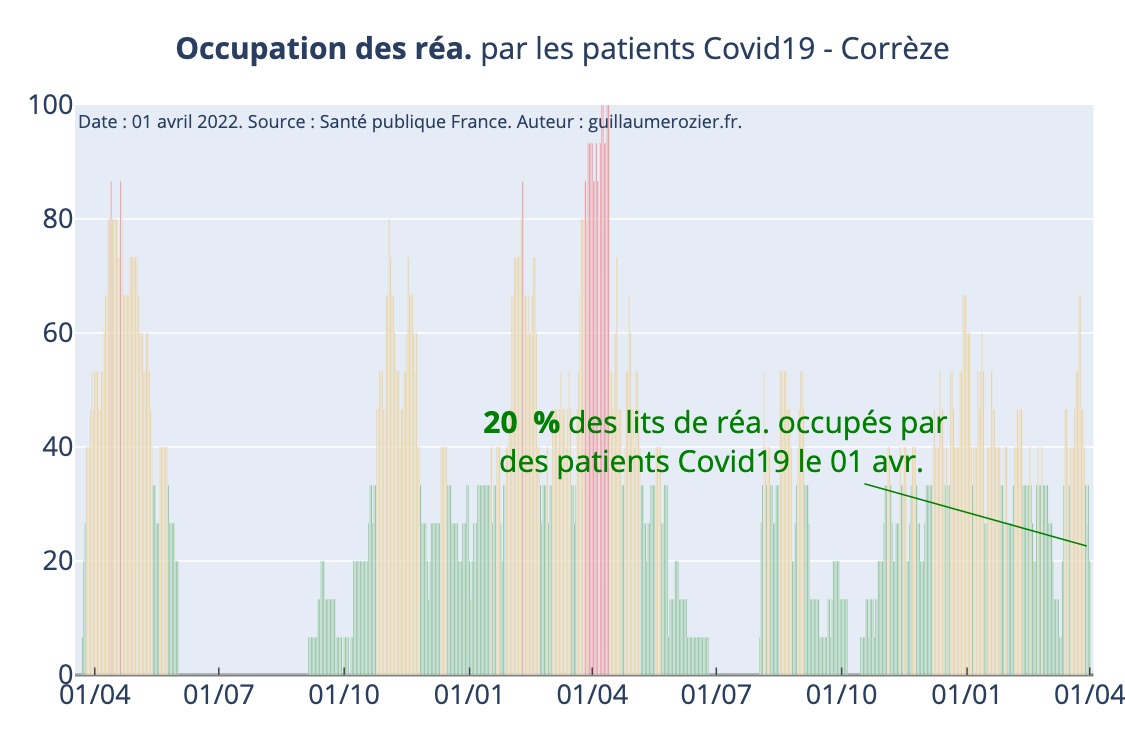 Occupation des réa. par les patients Covid19 - Corrèze
100
Date : 01 avril 2022. Source : Santé publique France. Auteur : guillaumerozier.fr.
80
60
20 % des lits de réa. occupés par
40
des patients Covid19 le 01 avr.
20
0
01/04 01/07 01/10 01/01 01/04 01/07 01/10 01/01 01/04